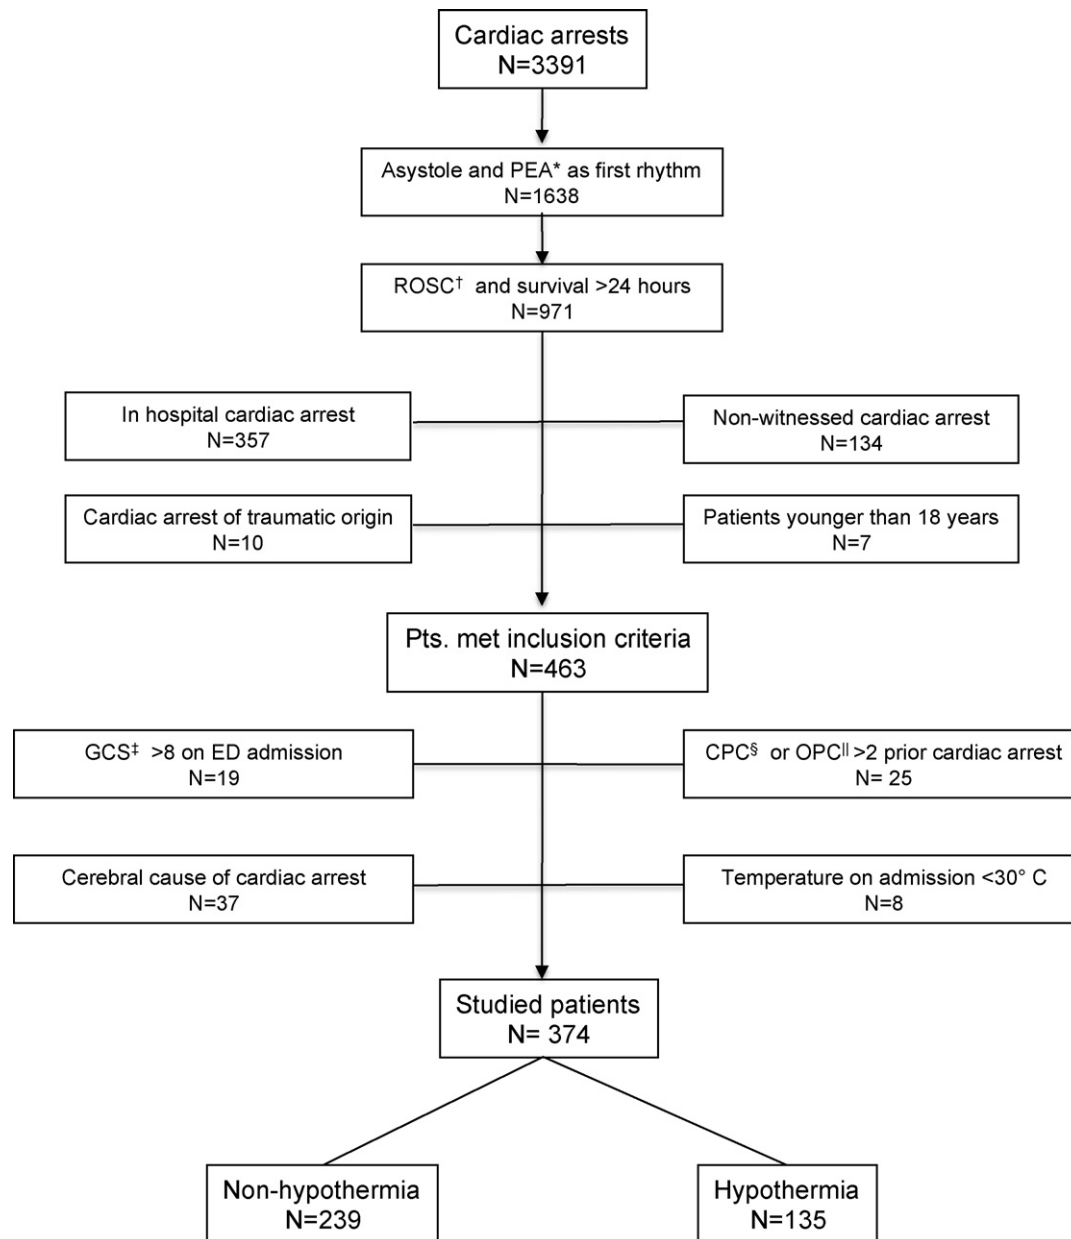 Cardiac arrests
N=3391
Asystole and PEA* as first rhythm
N=1638
ROSC† and survival >24 hours
N=971
In hospital cardiac arrest
N=357
Non-witnessed cardiac arrest
N=134
Cardiac arrest of traumatic origin
N=10
Patients younger than 18 years
N=7
Pts. met inclusion criteria
N=463
GCS‡ >8 on ED admission
N=19
CPC§ or OPC|| >2 prior cardiac arrest
N= 25
Cerebral cause of cardiac arrest
N=37
Temperature on admission <30° C
N=8
Studied patients
N= 374
Non-hypothermia
N=239
Hypothermia
N=135